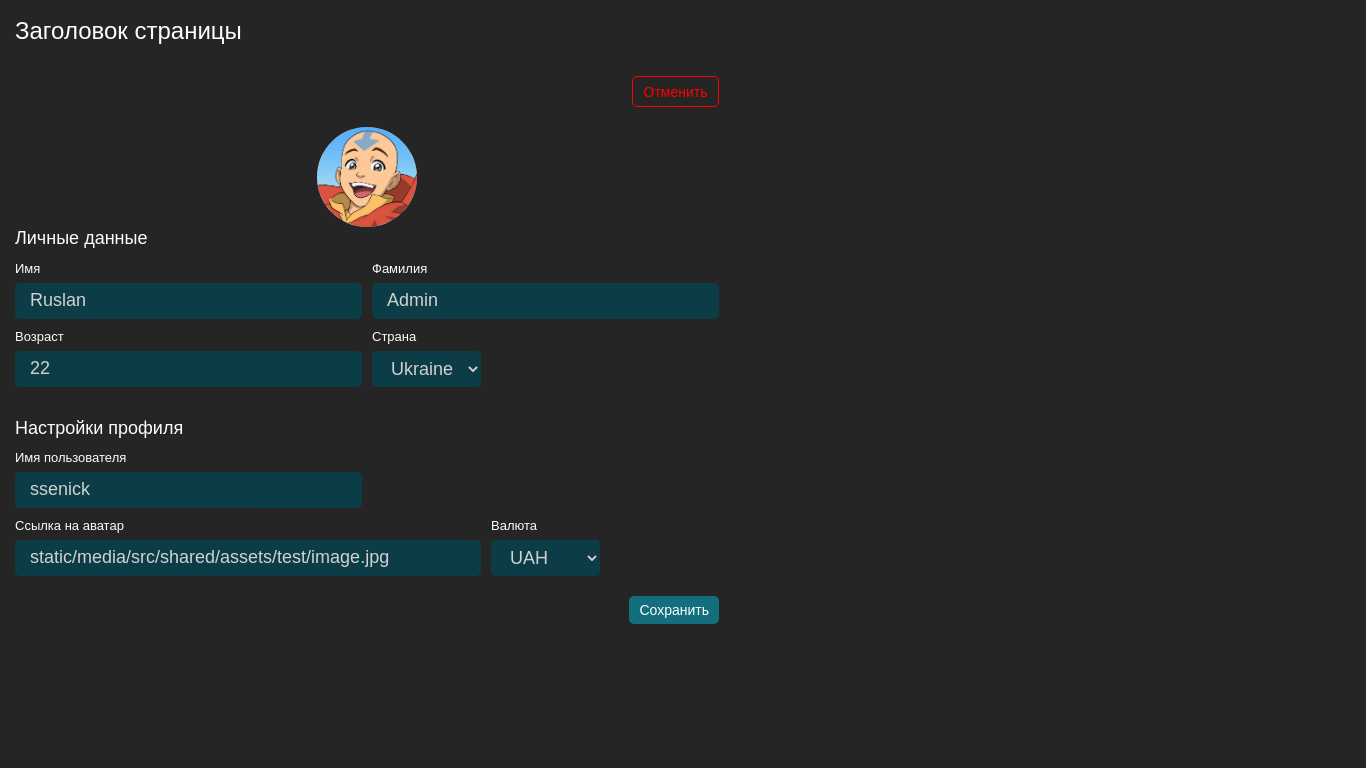 Заголовок страницы
Отменить
Личные данные
Имя Фамилия
Ruslan Admin
Возраст Страна
22 Ukraine
Настройки профиля
Имя пользователя
ssenick
Ссылка на аватар Валюта
static/media/src/shared/assets/test/image.jpg UAH
Сохранить